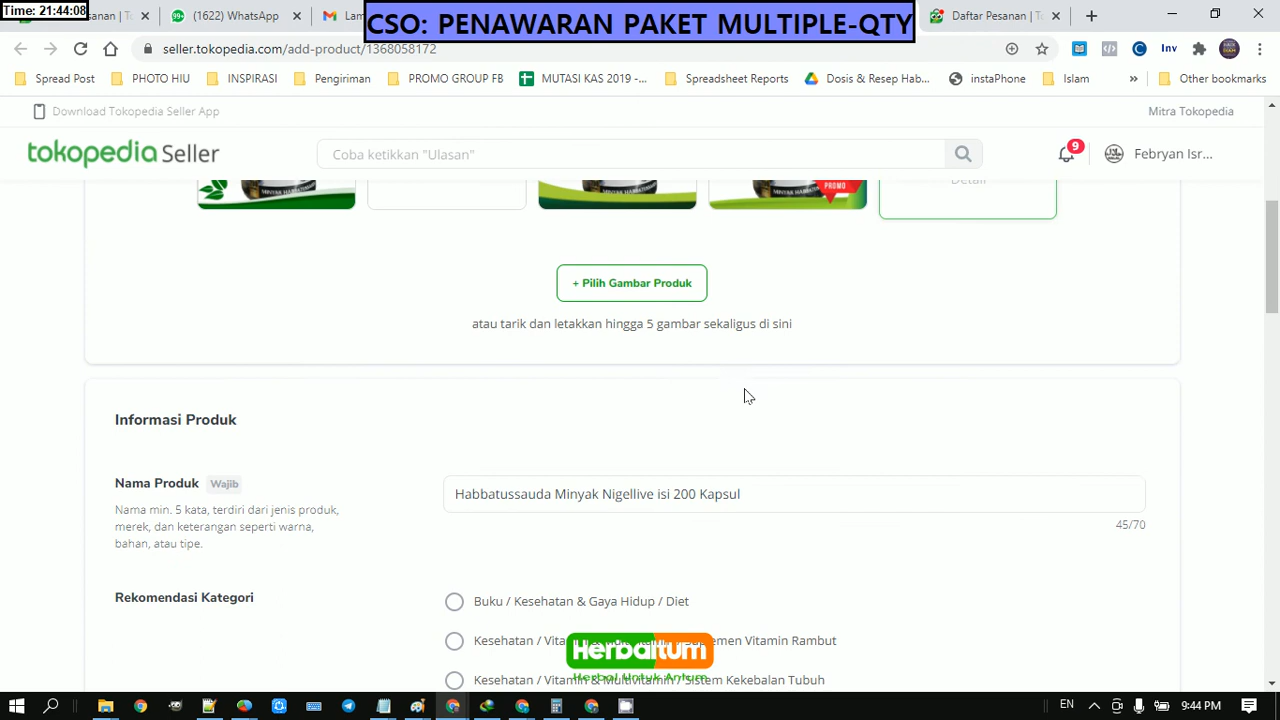 Time: 21:44:08
CSO: PENAWARAN PAKET MULTIPLE-QTY
(1622) WhatsApp
Daftar Pesanan | To
seller.tokopedia.com/add-product/1368058172
Inv
Spread Post
PHOTO HIU
INSPIRASI
Pengiriman
PROMO GROUP FB
MUTASI KAS 2019 -...
Spreadsheet Reports
Dosis & Resep Hab...
instaPhone
Islam
»
Other bookmarks
Download Tokopedia Seller App
Mitra Tokopedia
tokopedia Seller
Coba ketikkan "Ulasan"
9
Febryan Isr...
PROMO
Detail
+ Pilih Gambar Produk
atau tarik dan letakkan hingga 5 gambar sekaligus di sini
Informasi Produk
Nama Produk Wajib
Habbatussauda Minyak Nigellive isi 200 Kapsul
45/70
Nama min. 5 kata, terdiri dari jenis produk,
merek, dan keterangan seperti warna,
bahan, atau tipe.
Rekomendasi Kategori
Buku / Kesehatan & Gaya Hidup / Diet
Kesehatan / Vita
men Vitamin Rambut
Herbaltum
Herbal Untuk
Kesehatan / Vitamin & Multivitamin / Sistem Kekebalan Tubuh
EN
9:44 PM